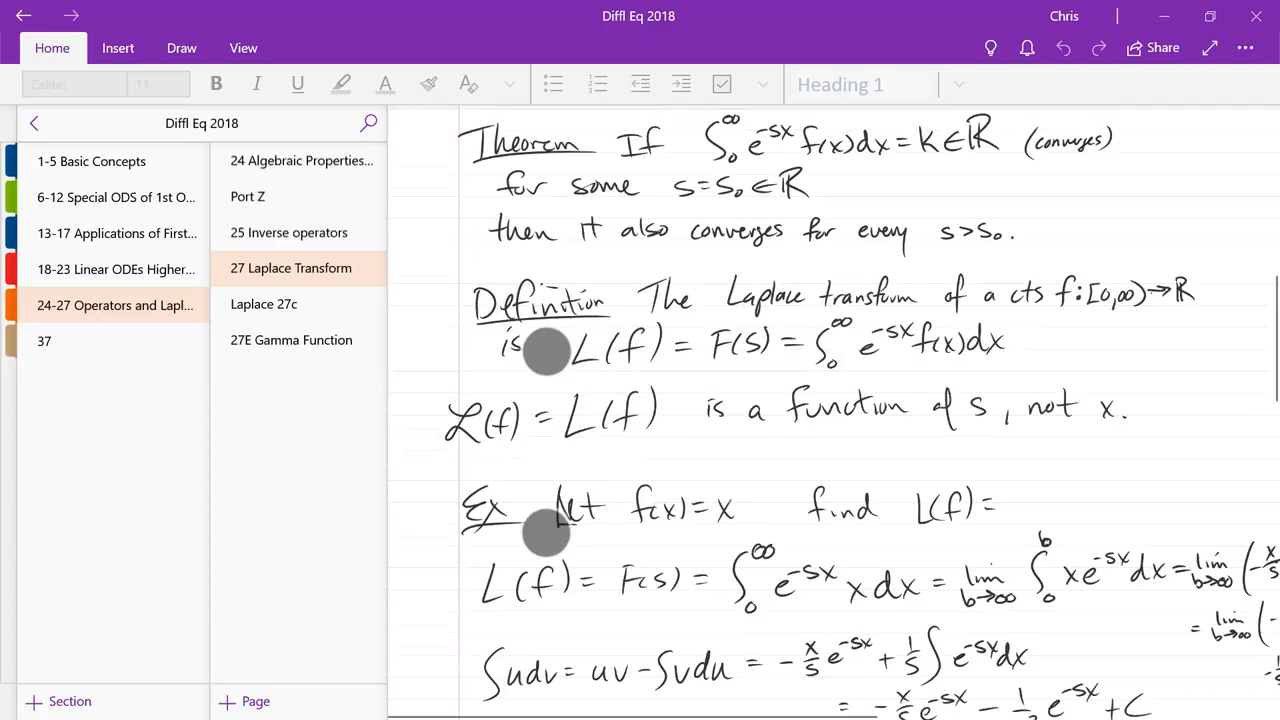 Diffl Eq 2018
Chris
Home Insert Draw View
Share
Calibri 11 B I U A Heading 1
Diffl Eq 2018
1-5 Basic Concepts
6-12 Special ODS of 1st O...
13-17 Applications of First...
18-23 Linear ODEs Higher...
24-27 Operators and Lapl...
37
24 Algebraic Properties...
Port Z
25 Inverse operators
27 Laplace Transform
Laplace 27c
27E Gamma Function
+ Section
+ Page
Theorem If ∫₀^∞ e^{-sx} f(x)dx = K ∈ ℝ (converges)
for some s = s₀ ∈ ℝ
then it also converges for every s > s₀.
Definition The Laplace transform of a cts f: [0,∞) → ℝ
is L(f) = F(s) = ∫₀^∞ e^{-sx} f(x)dx
ℒ(f) = L(f) is a function of s, not x.
Ex Let f(x) = x find L(f) =
L(f) = F(s) = ∫₀^∞ e^{-sx} x dx = lim_{b→∞} ∫₀^b x e^{-sx} dx = lim_{b→∞} (-x/s
= lim_{b→∞} (-
∫udv = uv - ∫vdu = -x/s e^{-sx} + 1/s ∫ e^{-sx} dx
= -x/s e^{-sx} - 1/ e^{-sx} + C